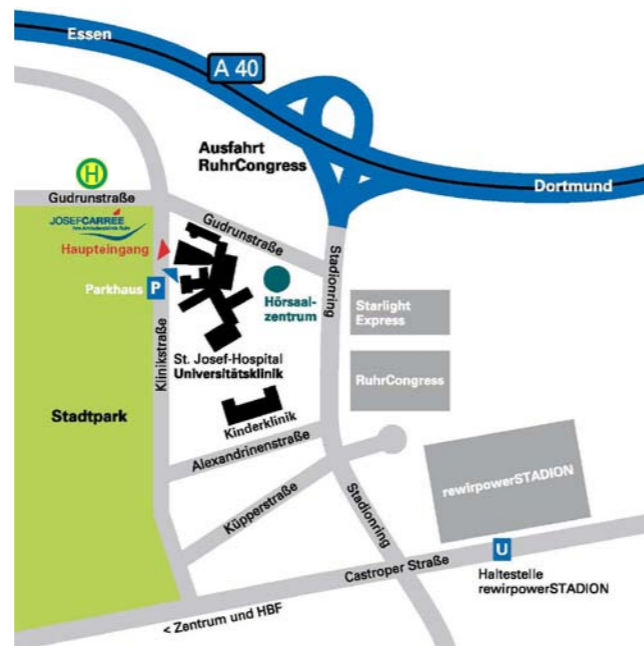 Essen
A 40
Ausfahrt
RuhrCongress
Dortmund
H
Gudrunstraße
JOSEFCARRÉE
Haupteingang
Gudrunstraße
Stadionring
Parkhaus P
Hörsaal-
zentrum
Starlight
Express
Klinikstraße
St. Josef-Hospital
Universitätsklinik
RuhrCongress
Stadtpark
Kinderklinik
Alexandrinenstraße
Küpperstraße
Stadionring
rewirpowerSTADION
U
Castroper Straße
Haltestelle
rewirpowerSTADION
< Zentrum und HBF